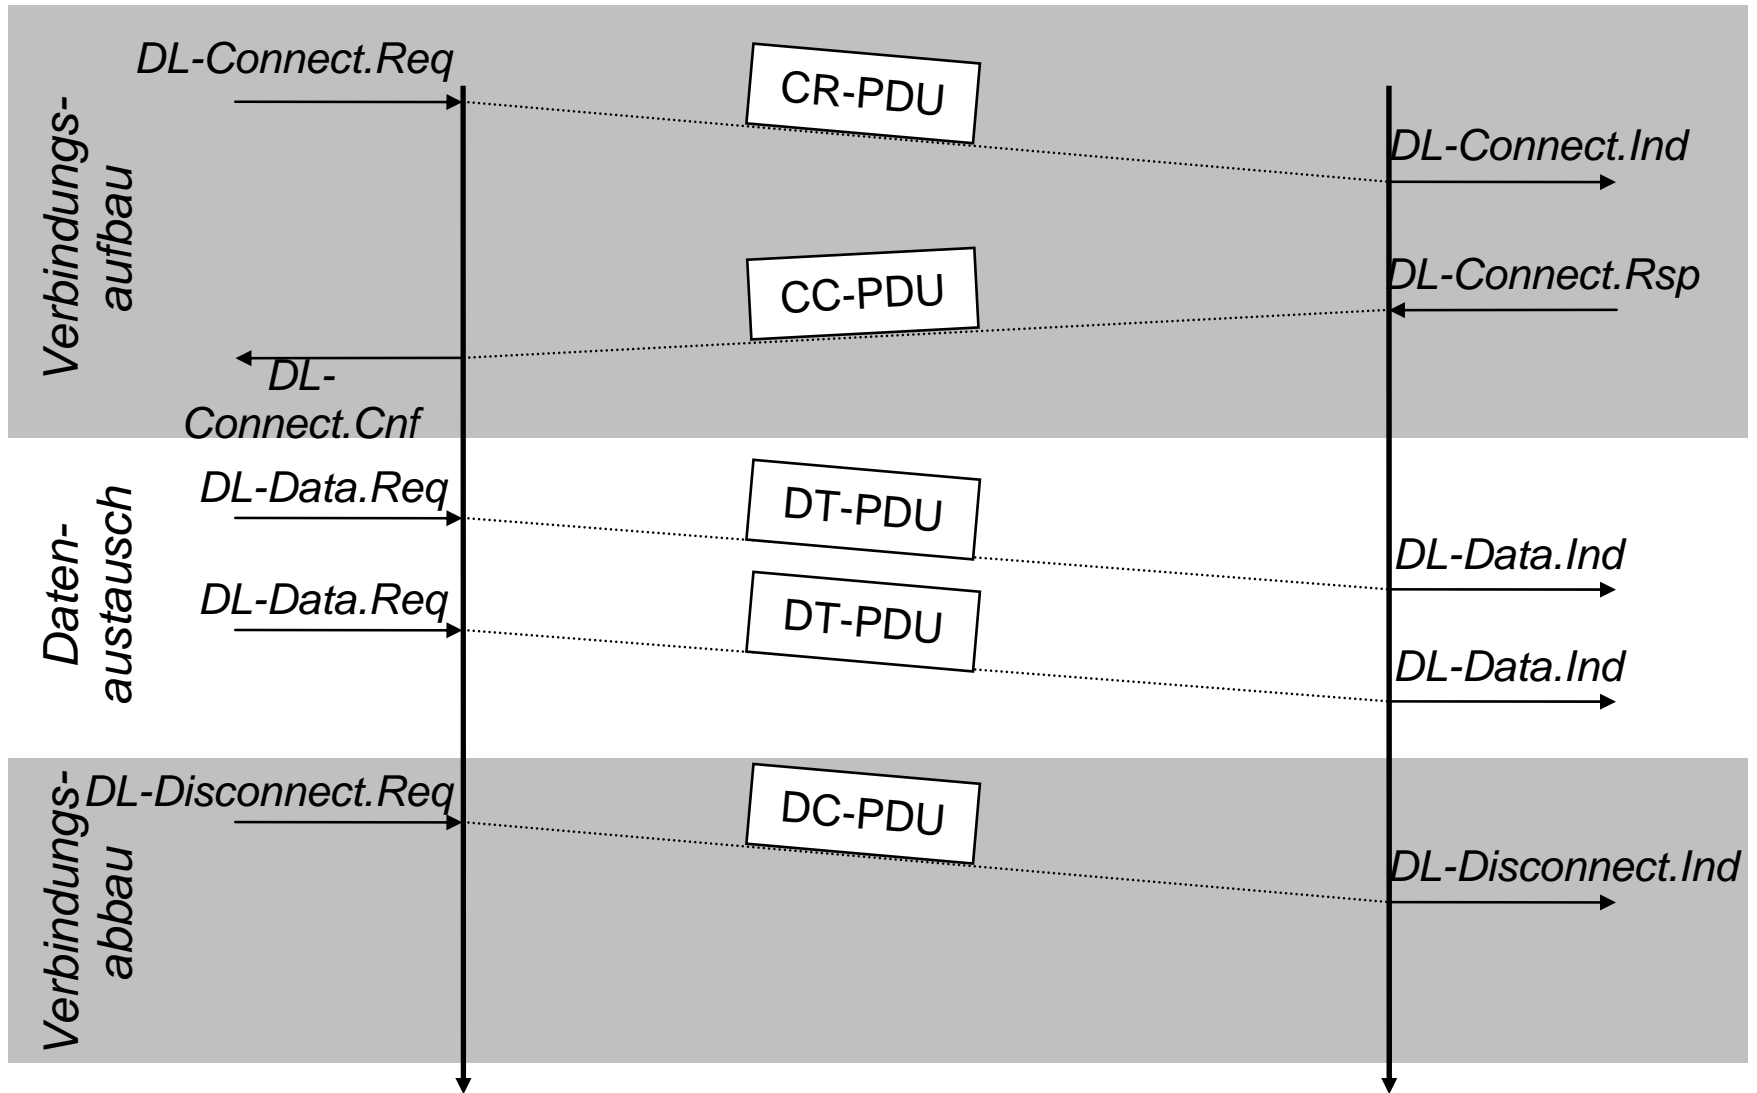 Verbindungs-
aufbau
DL-Connect.Req
CR-PDU
DL-Connect.Ind
CC-PDU
DL-Connect.Rsp
DL-
Connect.Cnf
Daten-
austausch
DL-Data.Req
DT-PDU
DL-Data.Ind
DL-Data.Req
DT-PDU
DL-Data.Ind
Verbindungs-
abbau
DL-Disconnect.Req
DC-PDU
DL-Disconnect.Ind